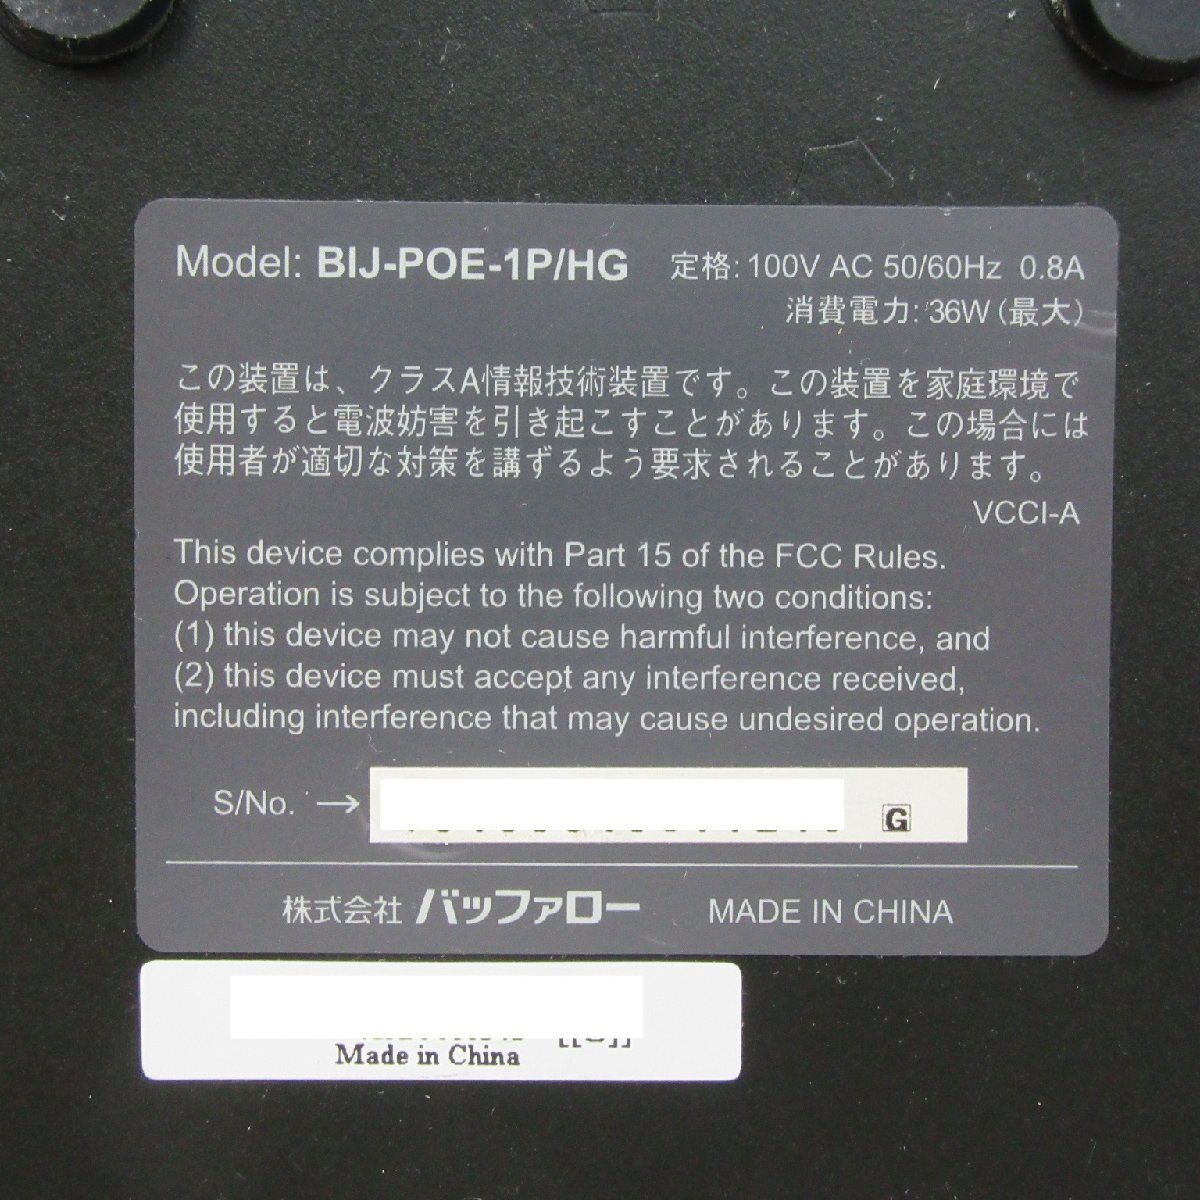 Model: BIJ-POE-1P/HG 定格: 100V AC 50/60Hz 0.8A
消費電力: 36W (最大)
この装置は、クラスA情報技術装置です。この装置を家庭環境で
使用すると電波妨害を引き起こすことがあります。この場合には
使用者が適切な対策を講ずるよう要求されることがあります。
VCCI-A
This device complies with Part 15 of the FCC Rules.
Operation is subject to the following two conditions:
(1) this device may not cause harmful interference, and
(2) this device must accept any interference received,
including interference that may cause undesired operation.
S/No. → G
株式会社 バッファロー MADE IN CHINA
Made in China